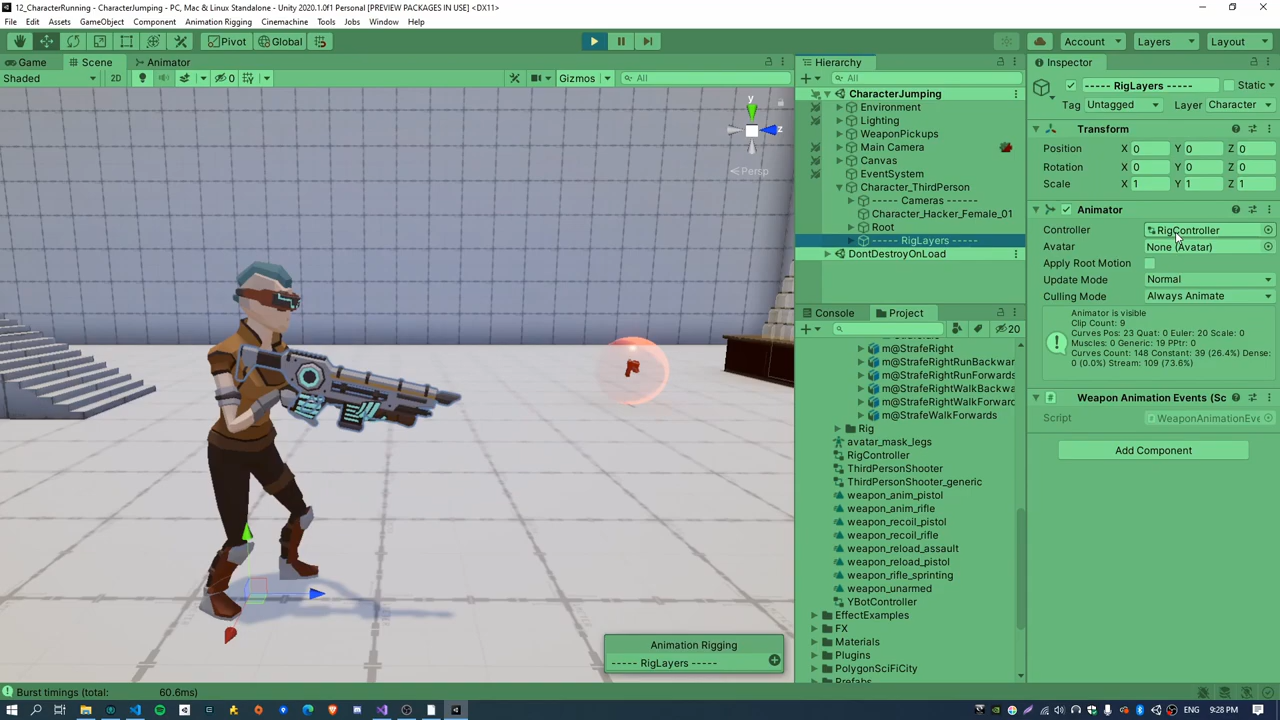 12_CharacterRunning - CharacterJumping - PC, Mac & Linux Standalone - Unity 2020.1.0f1 Personal [PREVIEW PACKAGES IN USE] <DX11>
File Edit Assets GameObject Component Animation Rigging Cinemachine Tools Jobs Window Help
Pivot Global Account Layers Layout
Game Scene Animator
Shaded 2D 0 Gizmos All
y
z
Persp
Animation Rigging
----- RigLayers -----
Hierarchy
All
CharacterJumping
Environment
Lighting
WeaponPickups
Main Camera
Canvas
EventSystem
Character_ThirdPerson
----- Cameras ------
Character_Hacker_Female_01
Root
----- RigLayers -----
DontDestroyOnLoad
Console Project
20
m@StrafeRight
m@StrafeRightRunBackwar
m@StrafeRightRunForwards
m@StrafeRightWalkBackwa
m@StrafeRightWalkForward
m@StrafeWalkForwards
Rig
avatar_mask_legs
RigController
ThirdPersonShooter
ThirdPersonShooter_generic
weapon_anim_pistol
weapon_anim_rifle
weapon_recoil_pistol
weapon_recoil_rifle
weapon_reload_assault
weapon_reload_pistol
weapon_rifle_sprinting
weapon_unarmed
YBotController
EffectExamples
FX
Materials
Plugins
PolygonSciFiCity
Prefabs
Inspector
----- RigLayers ----- Static
Tag Untagged Layer Character
Transform
Position X 0 Y 0 Z 0
Rotation X 0 Y 0 Z 0
Scale X 1 Y 1 Z 1
Animator
Controller RigController
Avatar None (Avatar)
Apply Root Motion
Update Mode Normal
Culling Mode Always Animate
Animator is visible
Clip Count: 9
Curves Pos: 23 Quat: 0 Euler: 20 Scale: 0
Muscles: 0 Generic: 19 PPtr: 0
Curves Count: 148 Constant: 39 (26.4%) Dense:
0 (0.0%) Stream: 109 (73.6%)
Weapon Animation Events (Sc
Script WeaponAnimationEve
Add Component
Burst timings (total: 60.6ms)
9:28 PM